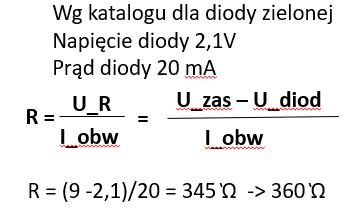 Wg katalogu dla diody zielonej
Napięcie diody 2,1V
Prąd diody 20 mA
R = U_R / I_obw = U_zas – U_diod / I_obw
R = (9 -2,1)/20 = 345 Ώ -> 360 Ώ